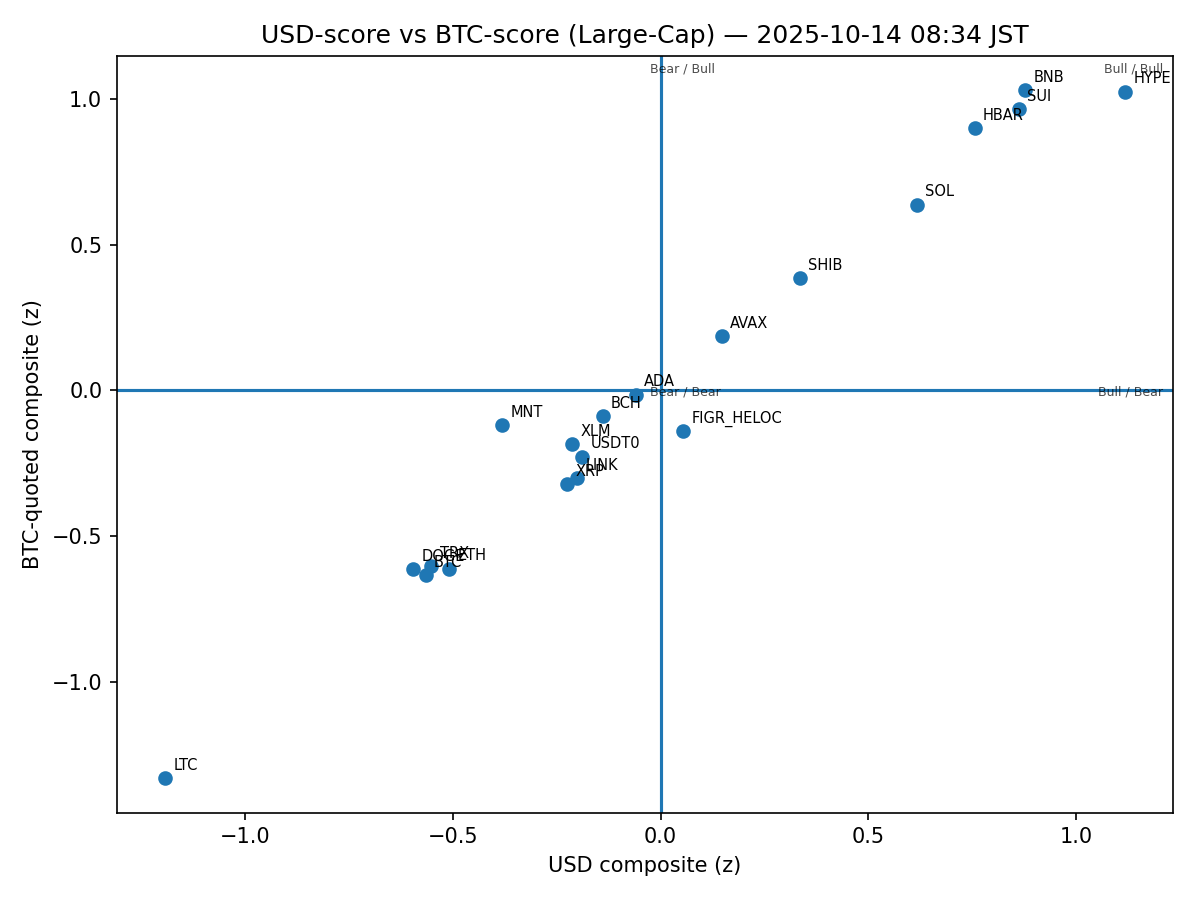 USD-score vs BTC-score (Large-Cap) — 2025-10-14 08:34 JST
Bear / Bull
Bull / Bull
BNB
HYPE
SUI
HBAR
SOL
SHIB
AVAX
ADA
Bear / Bear
Bull / Bear
BCH
MNT
FIGR_HELOC
XLM
USDT0
LINK
XRP
DOGE
TRX
ETH
BTC
LTC
1.0
0.5
0.0
−0.5
−1.0
BTC-quoted composite (z)
−1.0
−0.5
0.0
0.5
1.0
USD composite (z)